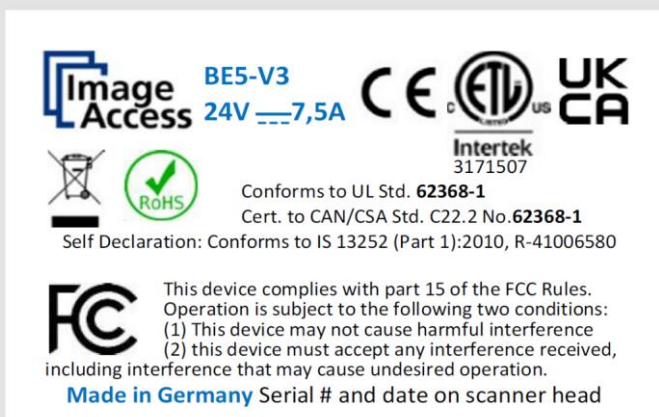 Image
Access
BE5-V3
24V ⎓ 7,5A
CE
C ETL US
LISTED
Intertek
3171507
UK
CA
RoHS
Conforms to UL Std. 62368-1
Cert. to CAN/CSA Std. C22.2 No.62368-1
Self Declaration: Conforms to IS 13252 (Part 1):2010, R-41006580
FC
This device complies with part 15 of the FCC Rules.
Operation is subject to the following two conditions:
(1) This device may not cause harmful interference
(2) this device must accept any interference received,
including interference that may cause undesired operation.
Made in Germany Serial # and date on scanner head